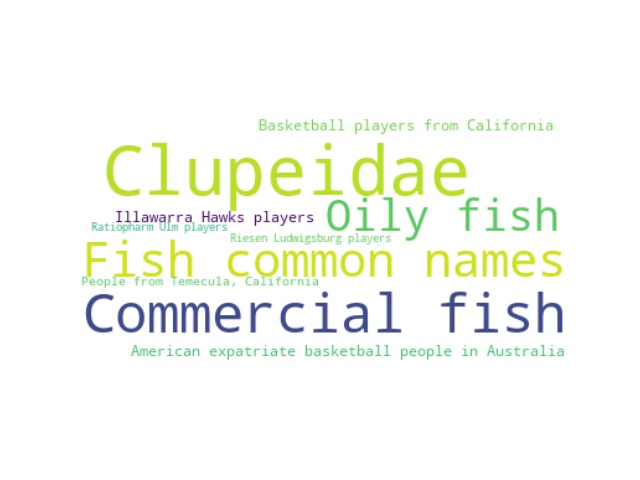 Basketball players from California
Clupeidae
Oily fish
Illawarra Hawks players
Ratiopharm Ulm players
Riesen Ludwigsburg players
Fish common names
People from Temecula, California
Commercial fish
American expatriate basketball people in Australia